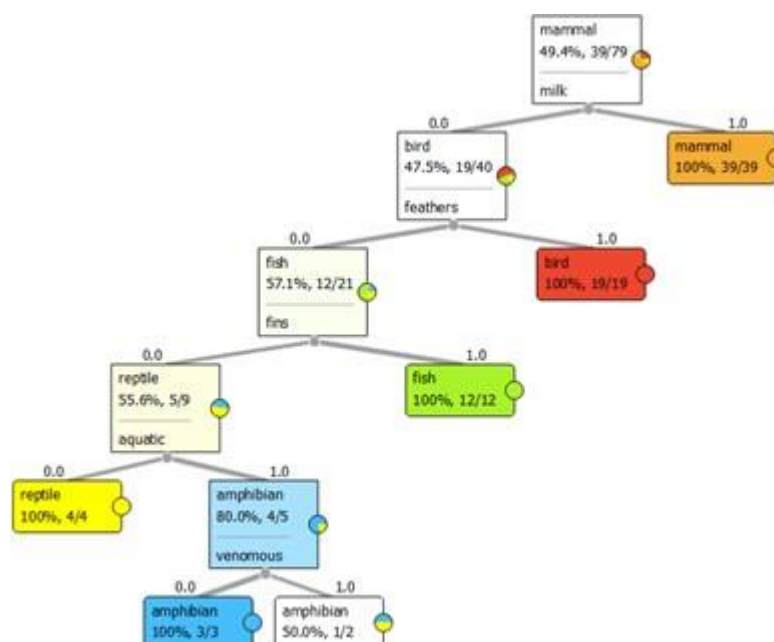 mammal
49.4%, 39/79
milk
0.0
1.0
bird
47.5%, 19/40
feathers
mammal
100%, 39/39
0.0
1.0
fish
57.1%, 12/21
fins
bird
100%, 19/19
0.0
1.0
reptile
55.6%, 5/9
aquatic
fish
100%, 12/12
0.0
1.0
reptile
100%, 4/4
amphibian
80.0%, 4/5
venomous
0.0
1.0
amphibian
100%, 3/3
amphibian
50.0%, 1/2